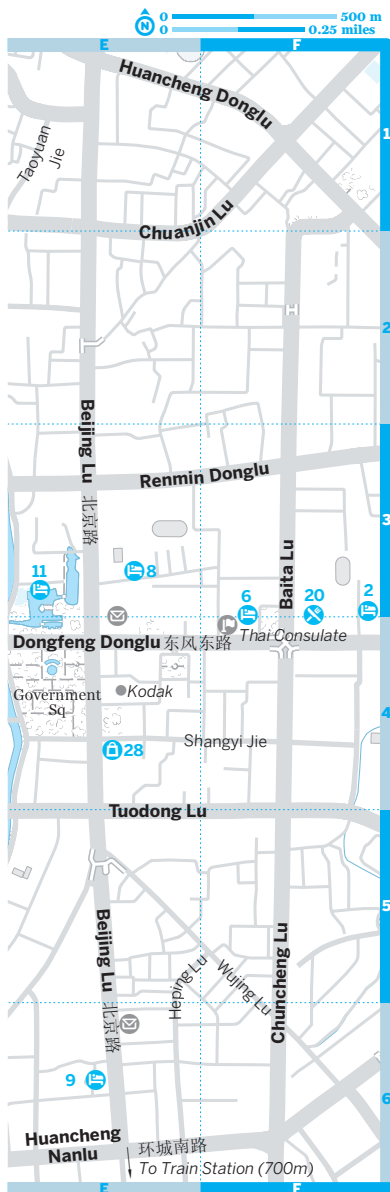 N
0 500 m
0 0.25 miles
E F
Huancheng Donglu
1
Taoyuan
Jie
Chuanjin Lu
2
Beijing Lu 北京路
Renmin Donglu
3
Baita Lu
11
8
6
20
2
Thai Consulate
Dongfeng Donglu 东风东路
Government
Sq
Kodak
4
Shangyi Jie
28
Tuodong Lu
5
Beijing Lu 北京路
Heping Lu
Wujing Lu
Chuncheng Lu
9
6
Huancheng
Nanlu
环城南路
To Train Station (700m)
E F